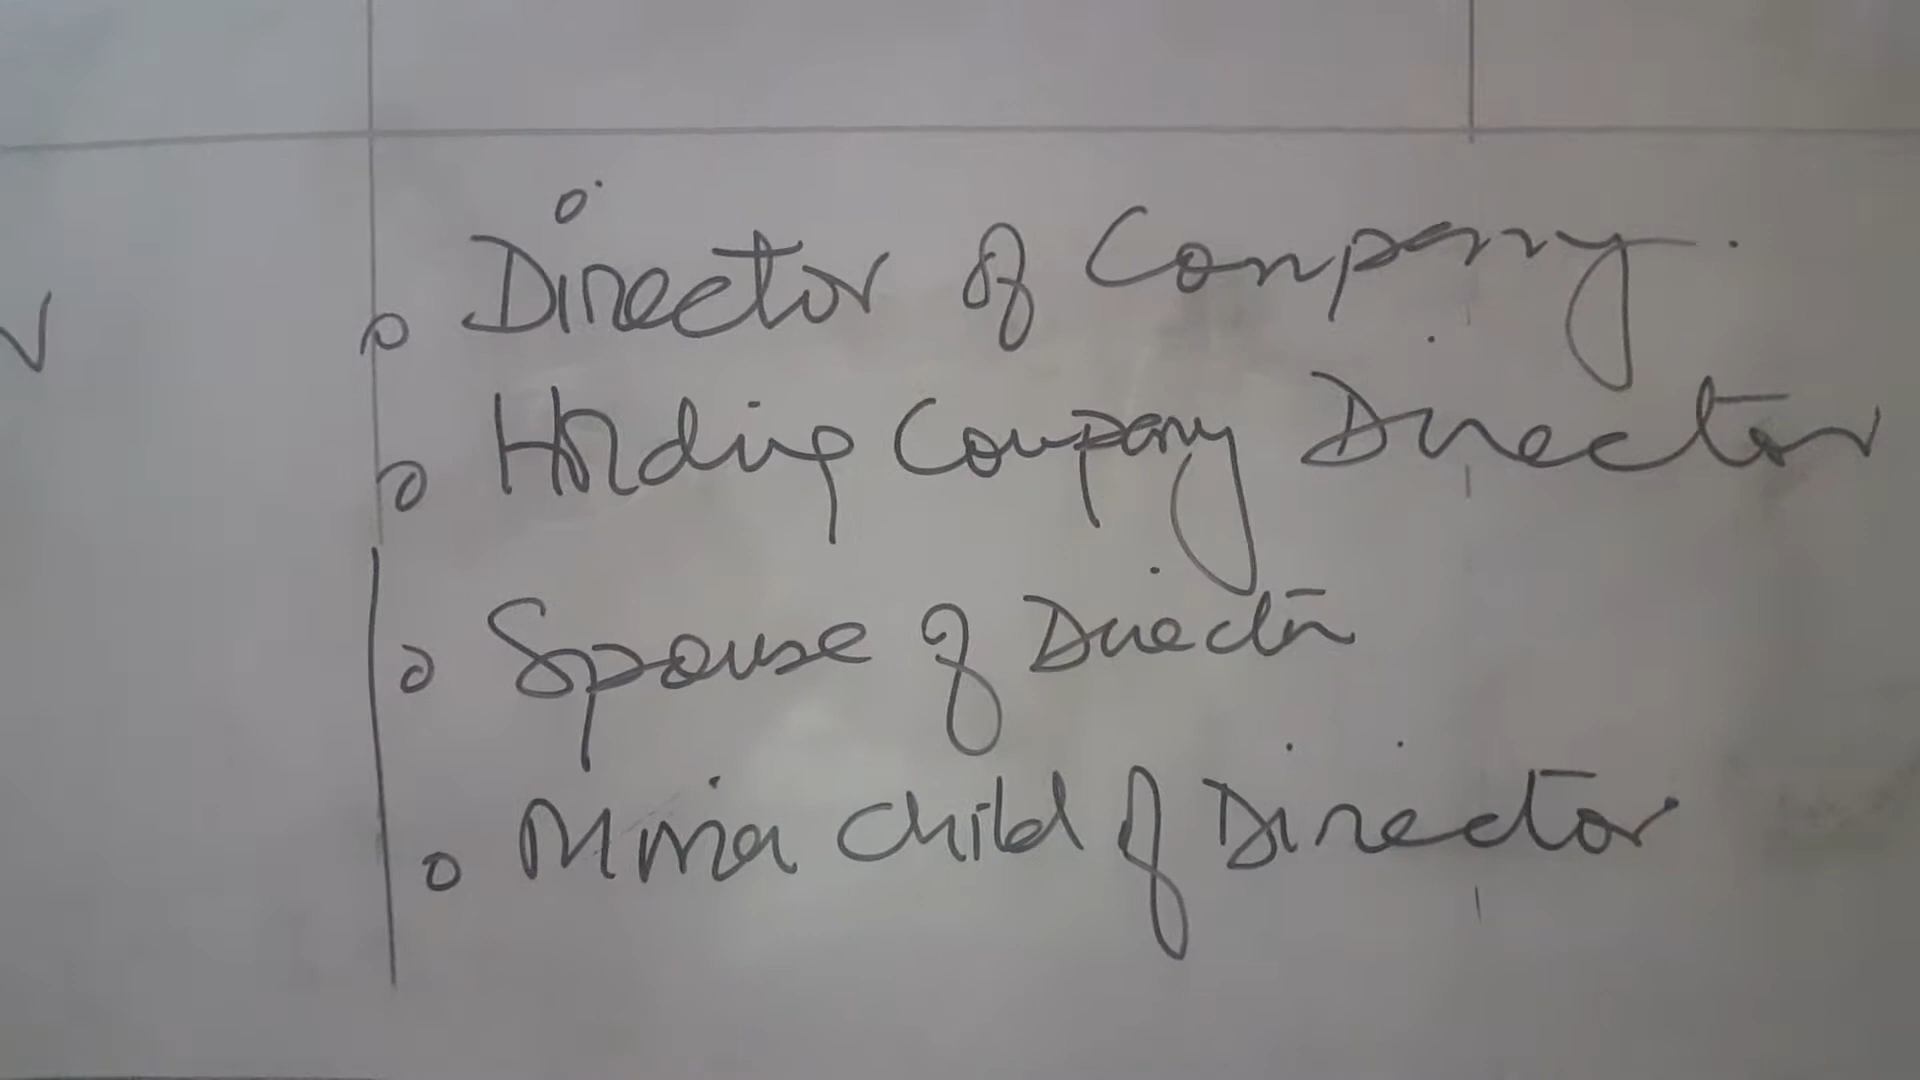 o Director of Company.
o Holding Company Director
o Spouse of Director
o Minor child of Director